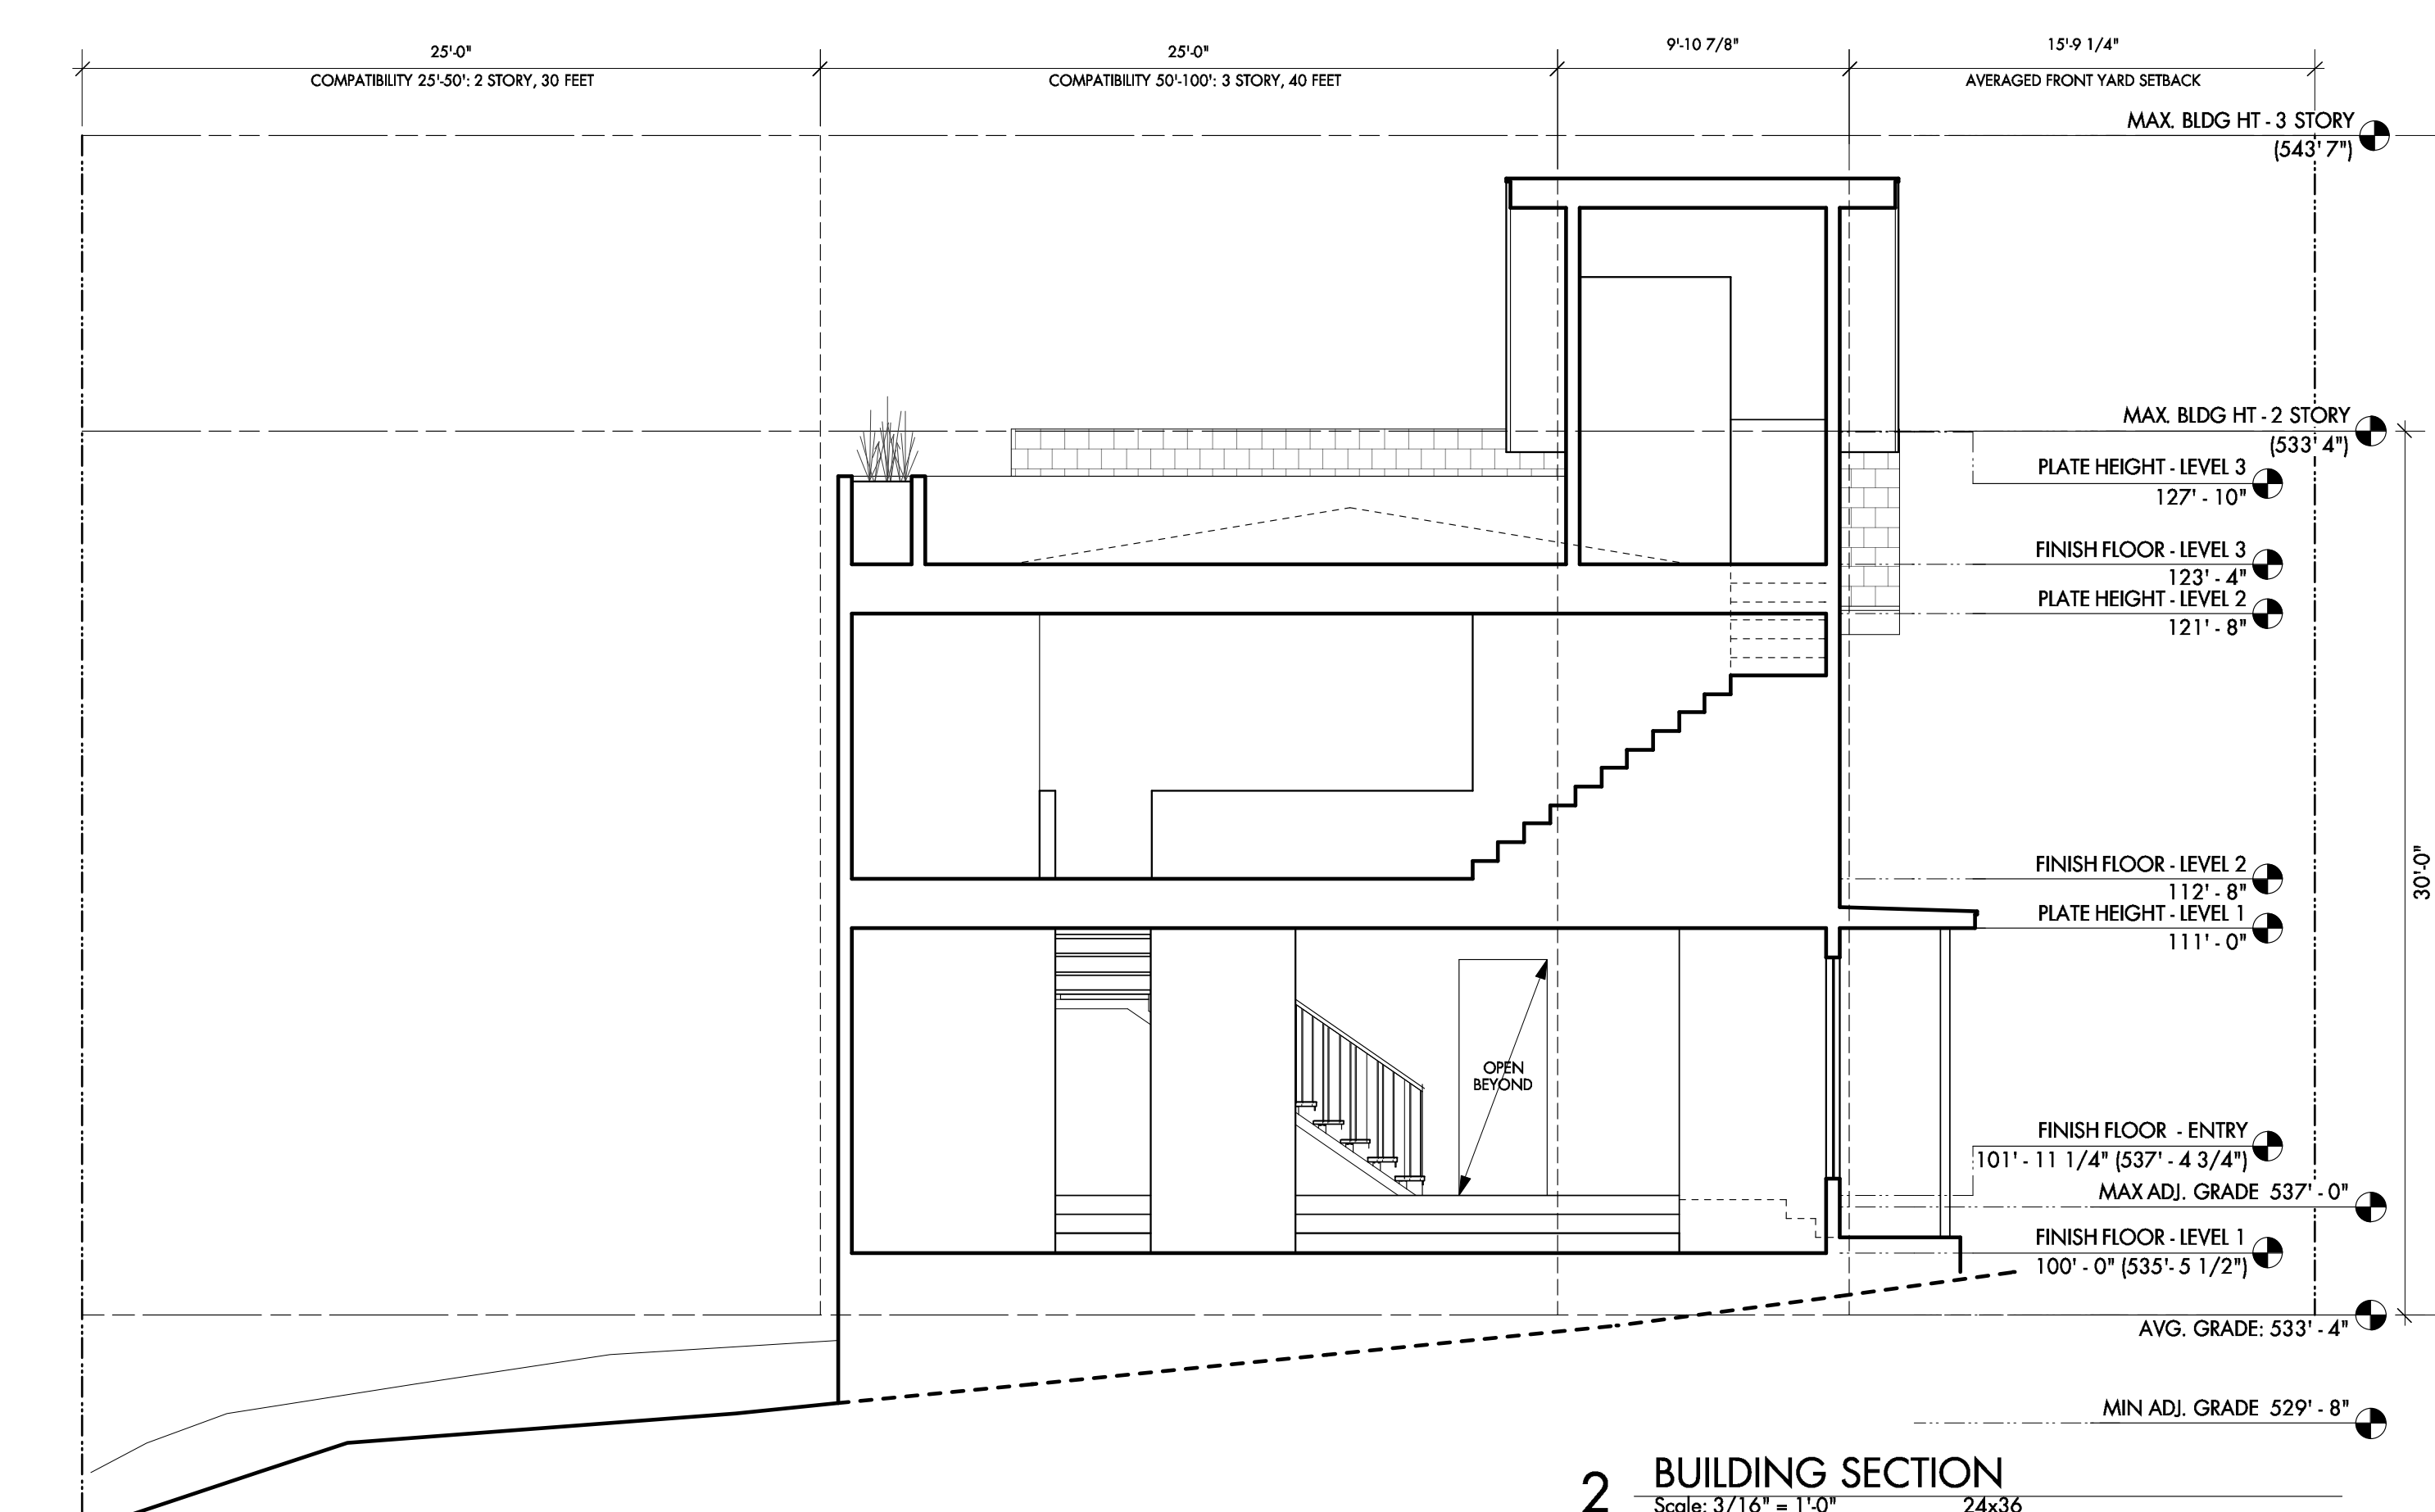 25'-0"
25'-0"
9'-10 7/8"
15'-9 1/4"
COMPATIBILITY 25'-50': 2 STORY, 30 FEET
COMPATIBILITY 50'-100': 3 STORY, 40 FEET
AVERAGED FRONT YARD SETBACK
MAX. BLDG HT - 3 STORY
(543' 7")
MAX. BLDG HT - 2 STORY
(533' 4")
PLATE HEIGHT - LEVEL 3
127' - 10"
FINISH FLOOR - LEVEL 3
123' - 4"
PLATE HEIGHT - LEVEL 2
121' - 8"
FINISH FLOOR - LEVEL 2
112' - 8"
30'-0"
PLATE HEIGHT - LEVEL 1
111' - 0"
OPEN
BEYOND
FINISH FLOOR - ENTRY
101' - 11 1/4" (537' - 4 3/4")
MAX ADJ. GRADE 537' - 0"
FINISH FLOOR - LEVEL 1
100' - 0" (535'- 5 1/2")
AVG. GRADE: 533' - 4"
MIN ADJ. GRADE 529' - 8"
2 BUILDING SECTION
Scale: 3/16" = 1'-0" 24x36